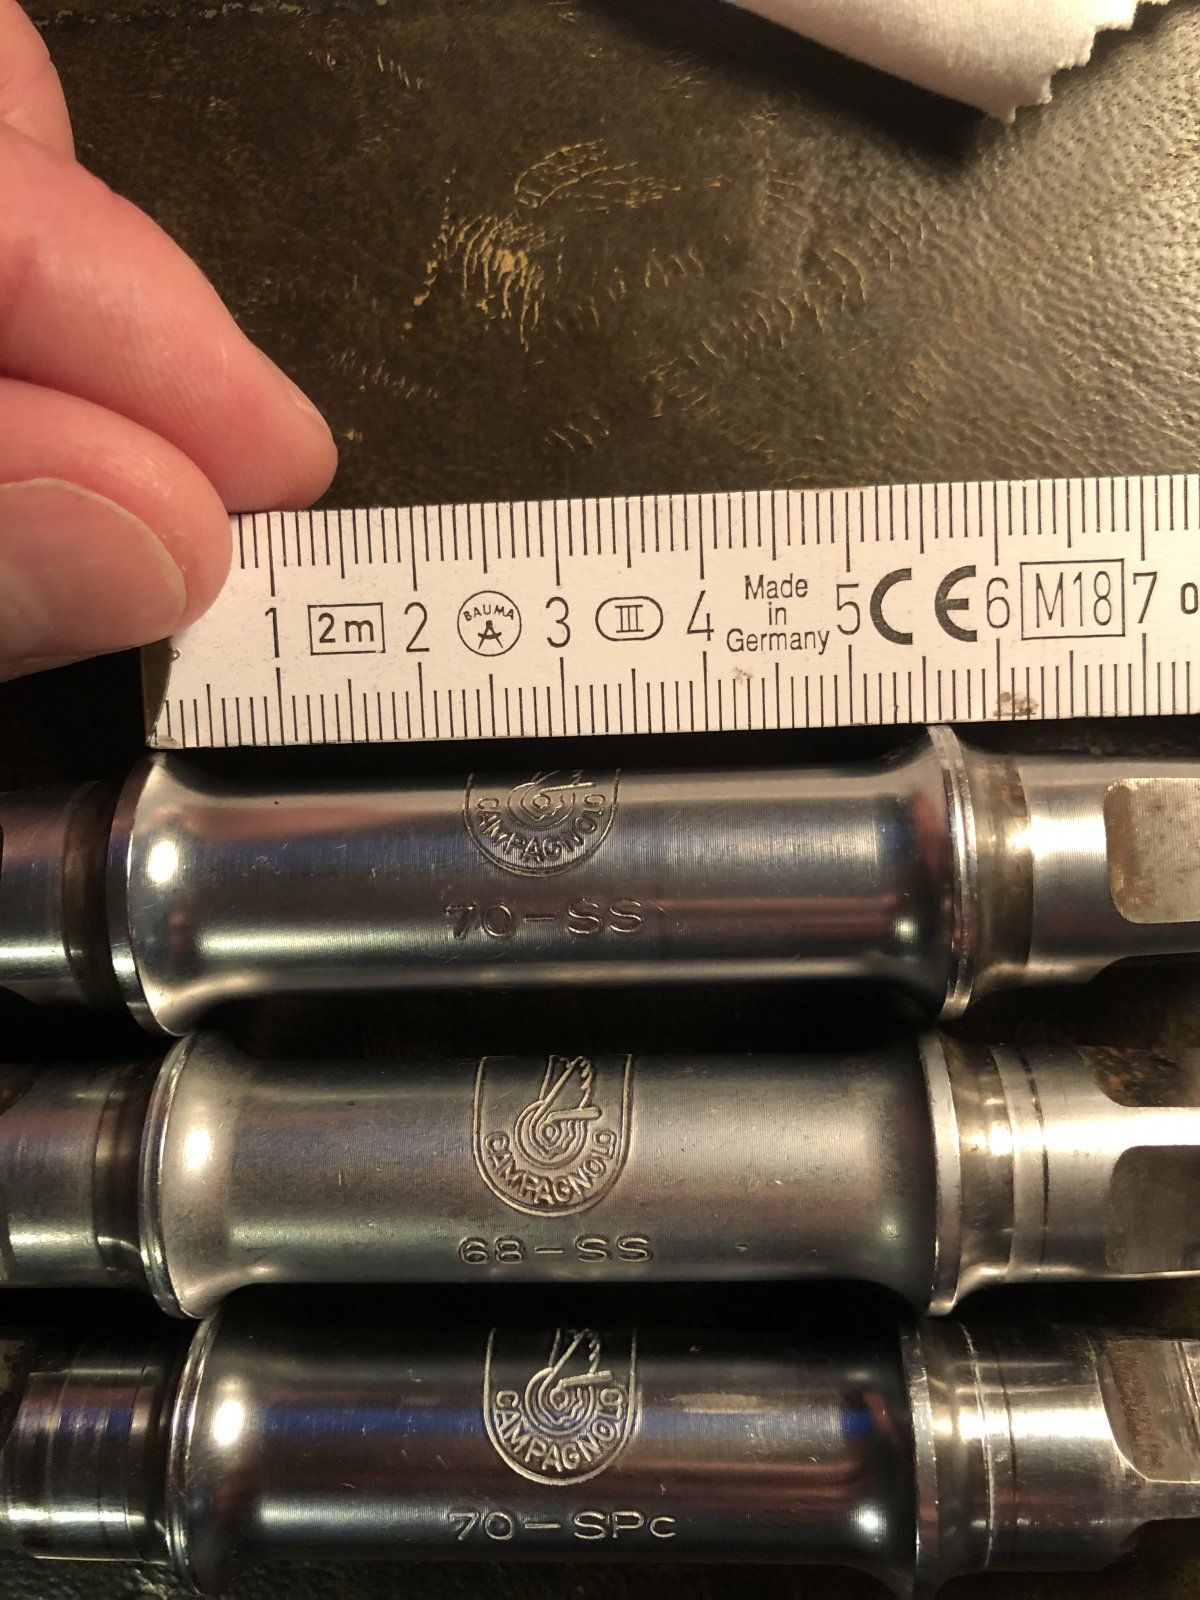 1 2m 2 BAUMA 3 III 4 Made in Germany 5 CE 6 M18 7
CAMPAGNOLO
70-SS
CAMPAGNOLO
68-SS
CAMPAGNOLO
70-SPc